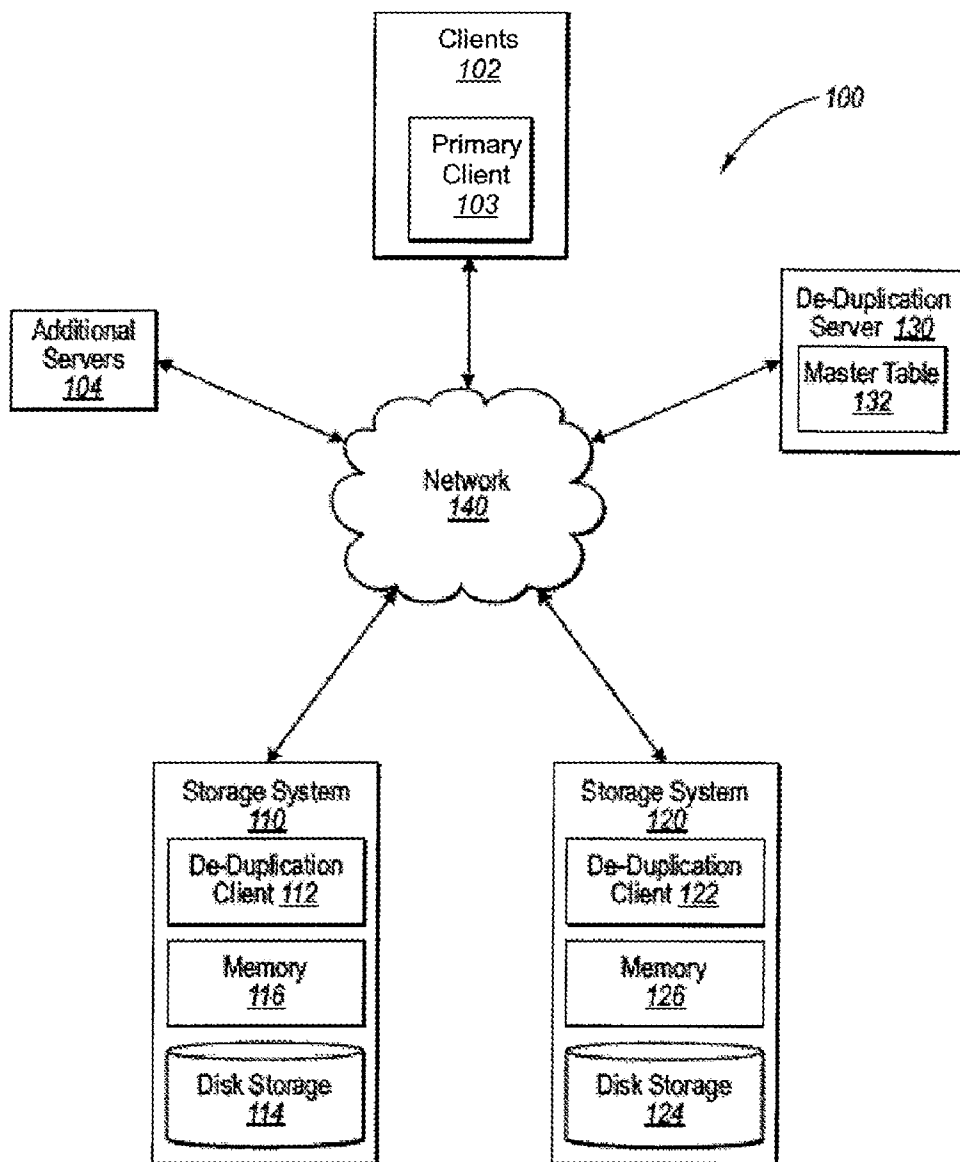 Clients
102
Primary
Client
103
100
Additional
Servers
104
De-Duplication
Server 130
Master Table
132
Network
140
Storage System
110
De-Duplication
Client 112
Memory
116
Disk Storage
114
Storage System
120
De-Duplication
Client 122
Memory
126
Disk Storage
124